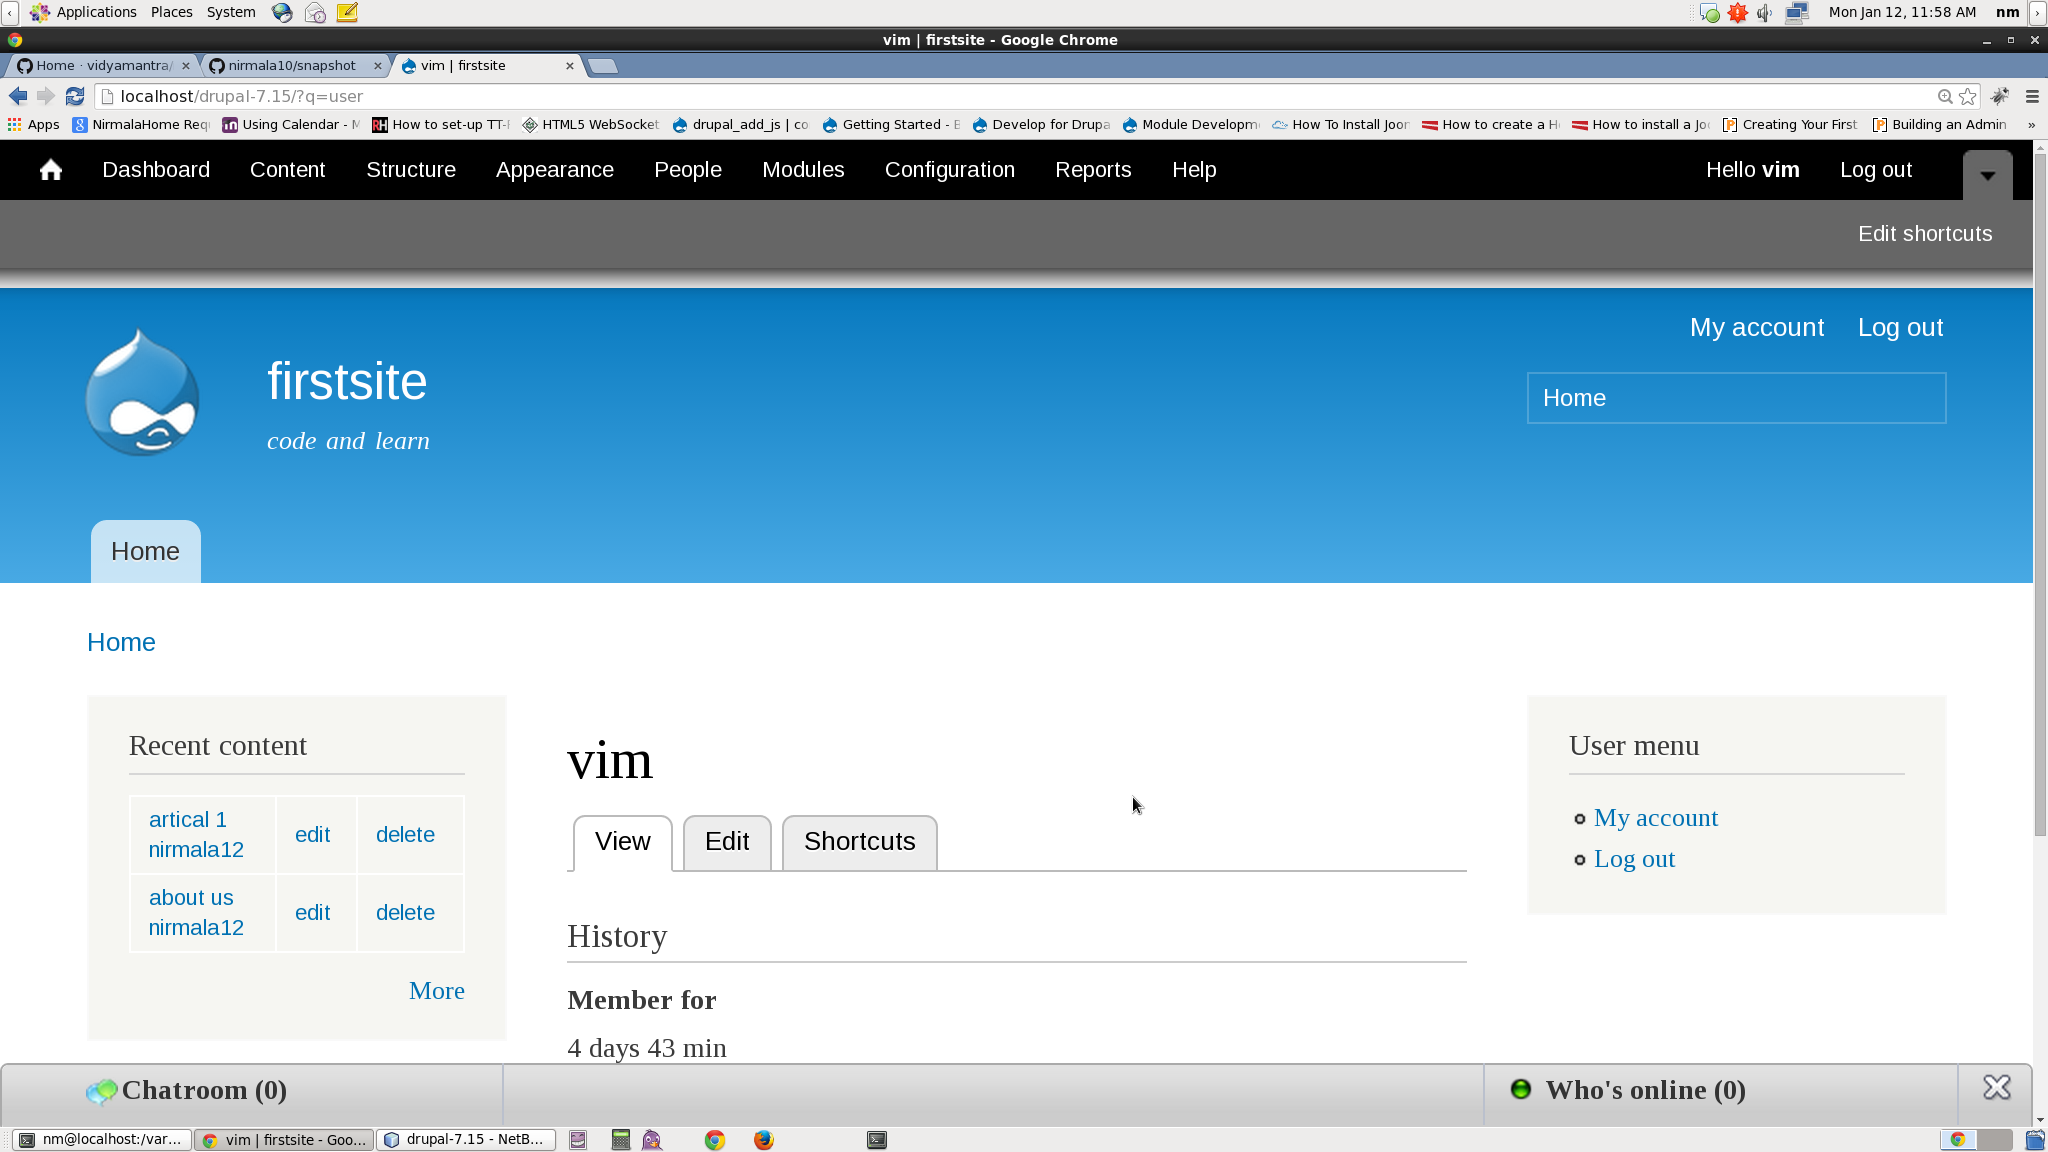 Applications Places System Mon Jan 12, 11:58 AM nm
vim | firstsite - Google Chrome
Home · vidyamantra/ nirmala10/snapshot vim | firstsite
localhost/drupal-7.15/?q=user
Apps NirmalaHome Req Using Calendar - M How to set-up TT- HTML5 WebSocket drupal_add_js | co Getting Started - B Develop for Drupa Module Developm How To Install Joon How to create a H How to install a Jo Creating Your First Building an Admin »
Dashboard Content Structure Appearance People Modules Configuration Reports Help Hello vim Log out
Edit shortcuts
My account Log out
firstsite
Home
code and learn
Home
Home
Recent content
artical 1
nirmala12
edit delete
about us
nirmala12
edit delete
More
vim
View Edit Shortcuts
History
Member for
4 days 43 min
User menu
My account
Log out
Chatroom (0) Who's online (0)
nm@localhost:/var... vim | firstsite - Goo... drupal-7.15 - NetB...